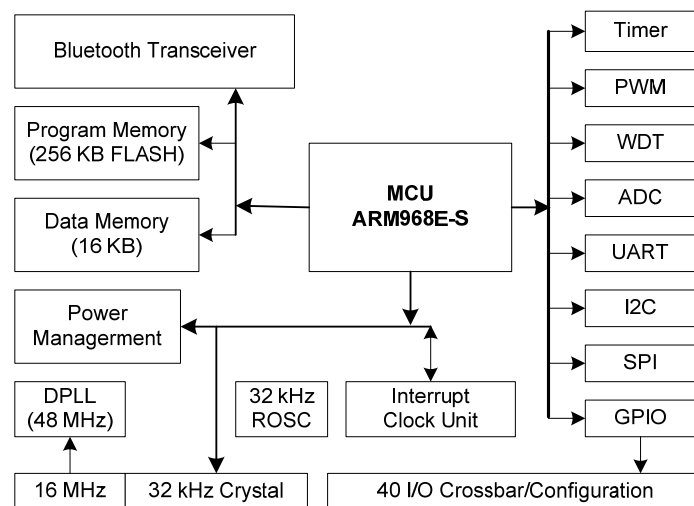 Bluetooth Transceiver
Program Memory
(256 KB FLASH)
Data Memory
(16 KB)
Power
Managerment
DPLL
(48 MHz)
16 MHz
32 kHz Crystal
32 kHz
ROSC
MCU
ARM968E-S
Interrupt
Clock Unit
Timer
PWM
WDT
ADC
UART
I2C
SPI
GPIO
40 I/O Crossbar/Configuration